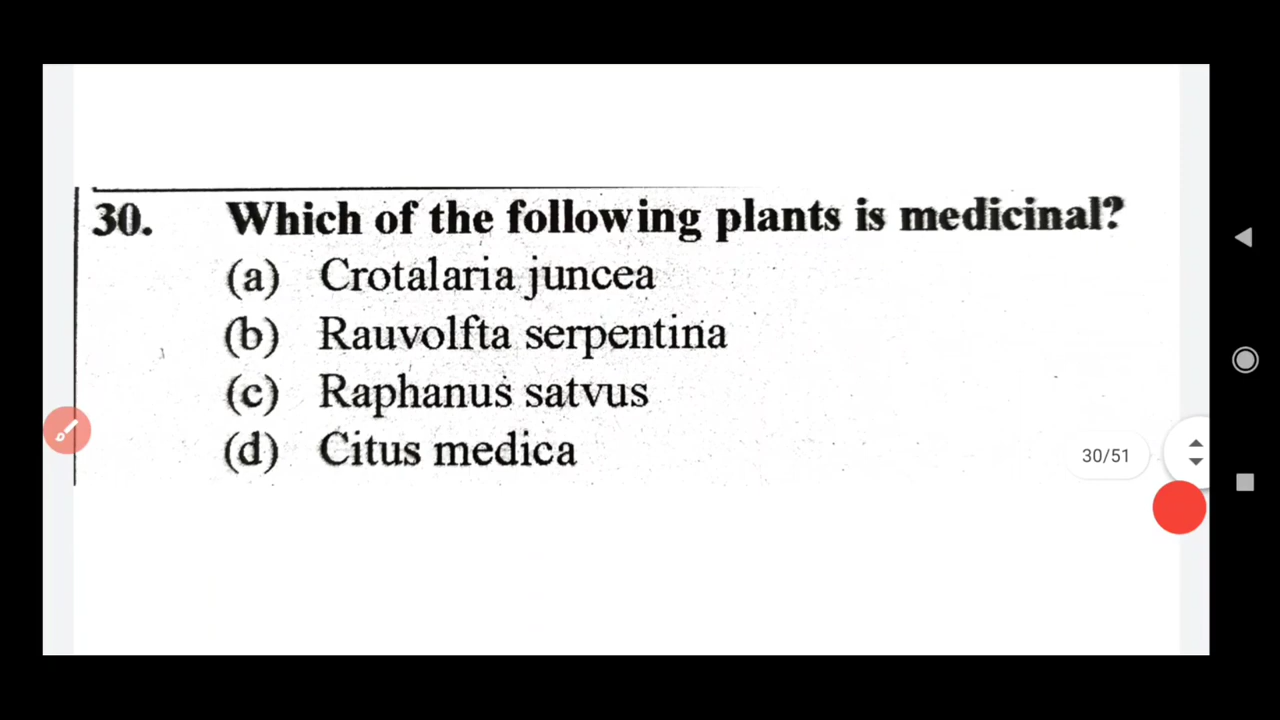 30. Which of the following plants is medicinal?
(a) Crotalaria juncea
(b) Rauvolfta serpentina
(c) Raphanus satvus
(d) Citus medica
30/51